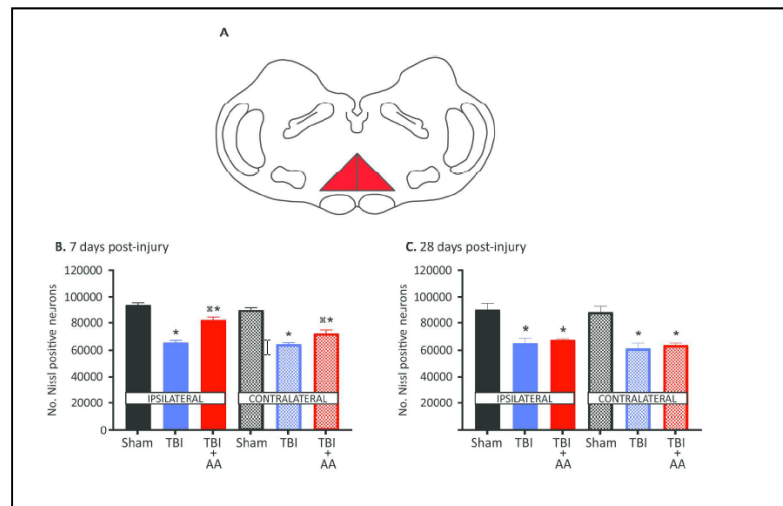 A
B. 7 days post-injury
No. Nissl positive neurons
120000
100000
80000
60000
40000
20000
0
IPSILATERAL
CONTRALATERAL
*
⌘*
*
⌘*
Sham
TBI
TBI
+
AA
Sham
TBI
TBI
+
AA
C. 28 days post-injury
No. Nissl positive neurons
120000
100000
80000
60000
40000
20000
0
IPSILATERAL
CONTRALATERAL
*
*
*
*
Sham
TBI
TBI
+
AA
Sham
TBI
TBI
+
AA